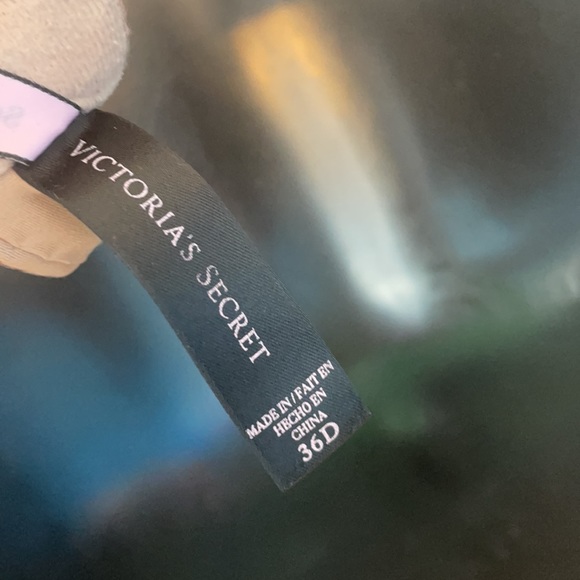 VICTORIA'S SECRET
MADE IN / FAIT EN
HECHO EN
CHINA
36D